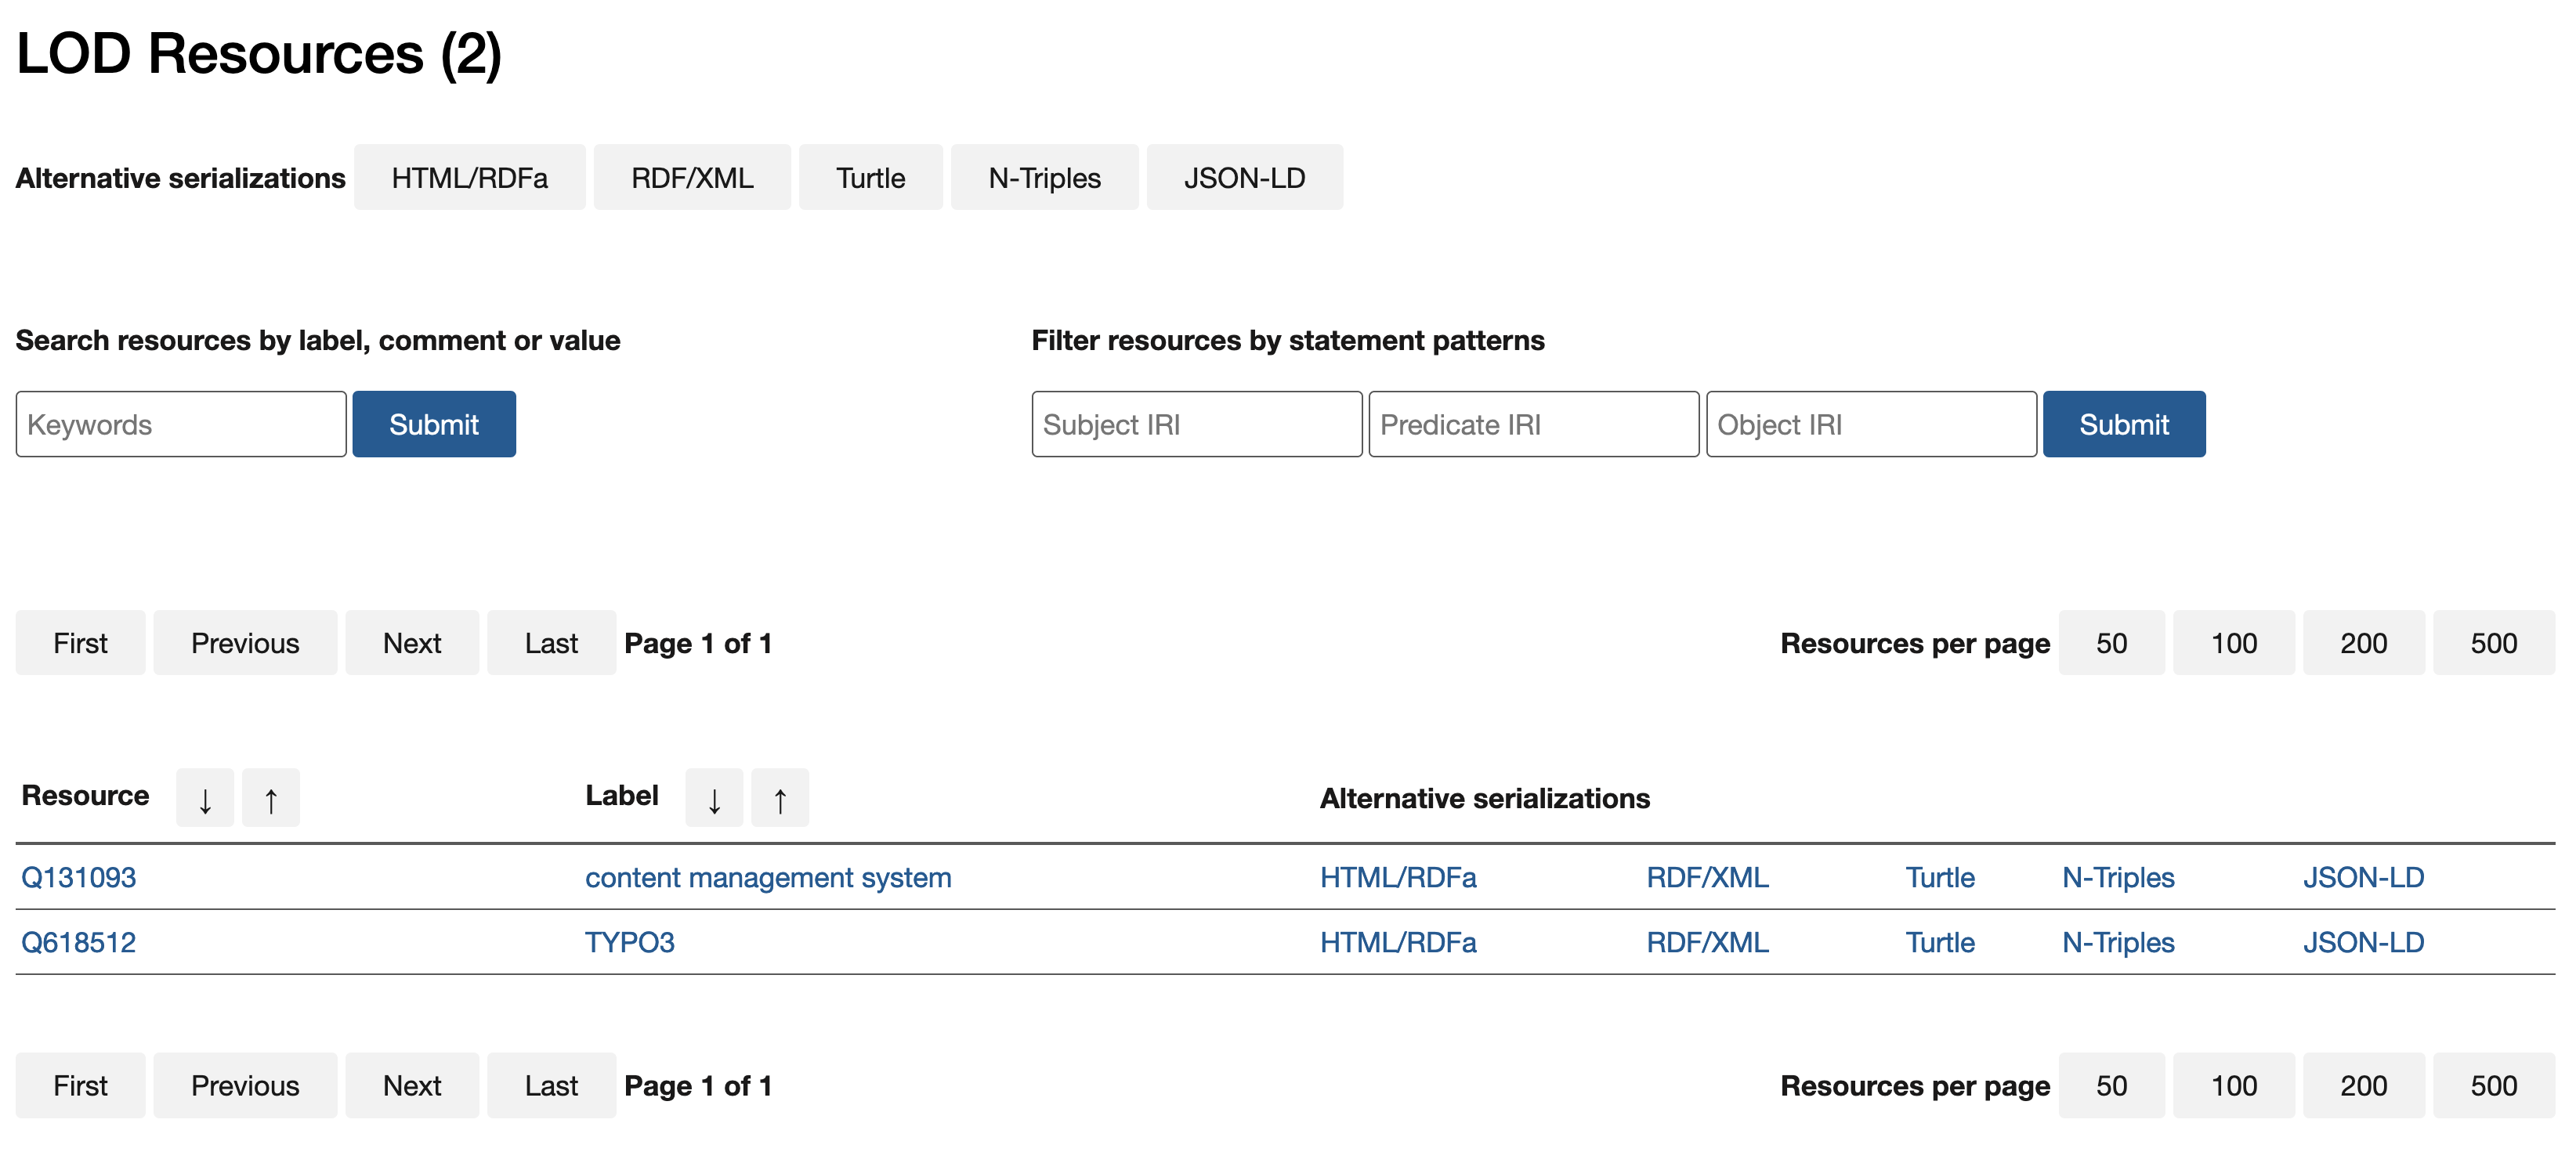 LOD Resources (2)
Alternative serializations HTML/RDFa RDF/XML Turtle N-Triples JSON-LD
Search resources by label, comment or value
Keywords Submit
Filter resources by statement patterns
Subject IRI Predicate IRI Object IRI Submit
First Previous Next Last Page 1 of 1 Resources per page 50 100 200 500
Resource ↓ ↑ Label ↓ ↑ Alternative serializations
Q131093 content management system HTML/RDFa RDF/XML Turtle N-Triples JSON-LD
Q618512 TYPO3 HTML/RDFa RDF/XML Turtle N-Triples JSON-LD
First Previous Next Last Page 1 of 1 Resources per page 50 100 200 500